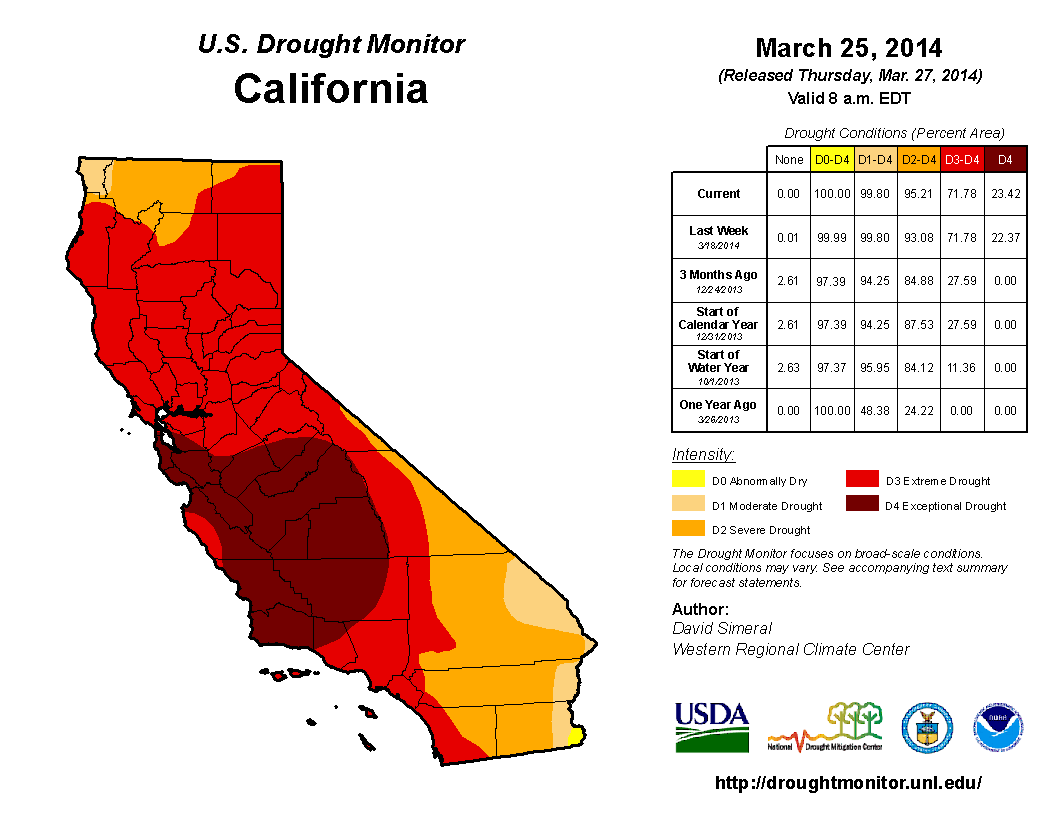 U.S. Drought Monitor
California
March 25, 2014
(Released Thursday, Mar. 27, 2014)
Valid 8 a.m. EDT
Drought Conditions (Percent Area)
None D0-D4 D1-D4 D2-D4 D3-D4 D4
Current 0.00 100.00 99.80 95.21 71.78 23.42
Last Week
3/18/2014
0.01 99.99 99.80 93.08 71.78 22.37
3 Months Ago
12/24/2013
2.61 97.39 94.25 84.88 27.59 0.00
Start of
Calendar Year
12/31/2013
2.61 97.39 94.25 87.53 27.59 0.00
Start of
Water Year
10/1/2013
2.63 97.37 95.95 84.12 11.36 0.00
One Year Ago
3/26/2013
0.00 100.00 48.38 24.22 0.00 0.00
Intensity:
D0 Abnormally Dry
D1 Moderate Drought
D2 Severe Drought
D3 Extreme Drought
D4 Exceptional Drought
The Drought Monitor focuses on broad-scale conditions.
Local conditions may vary. See accompanying text summary
for forecast statements.
Author:
David Simeral
Western Regional Climate Center
USDA
National Drought Mitigation Center
NOAA
http://droughtmonitor.unl.edu/